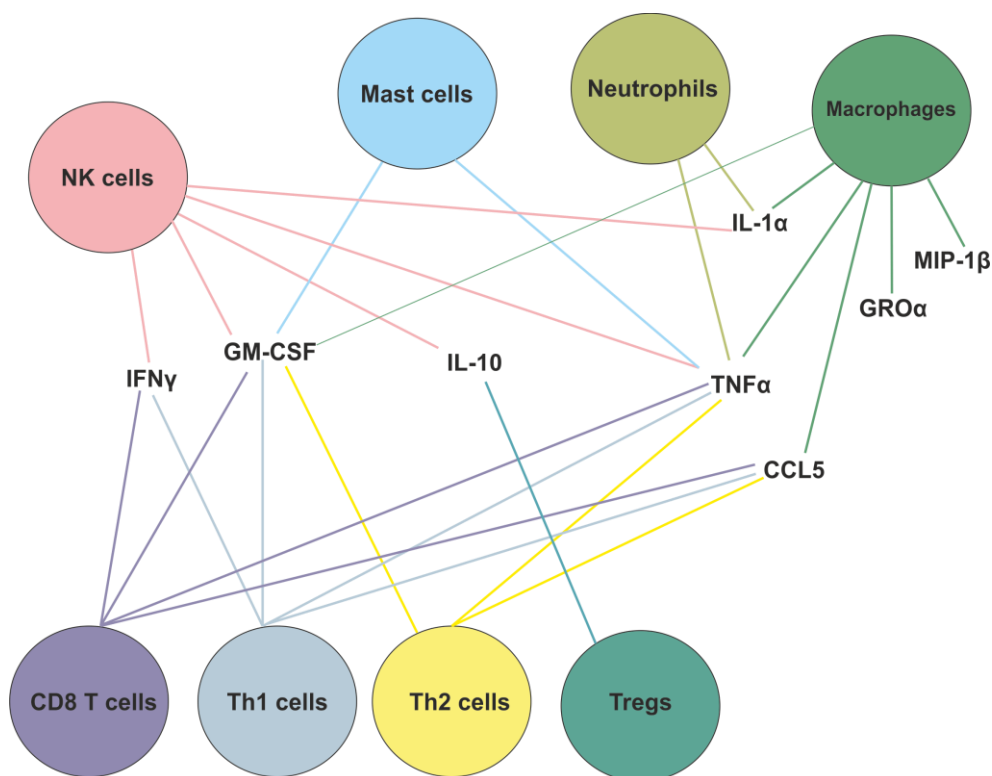 Mast cells
Neutrophils
Macrophages
NK cells
IL-1α
MIP-1β
GROα
GM-CSF
IL-10
IFNγ
TNFα
CCL5
CD8 T cells
Th1 cells
Th2 cells
Tregs